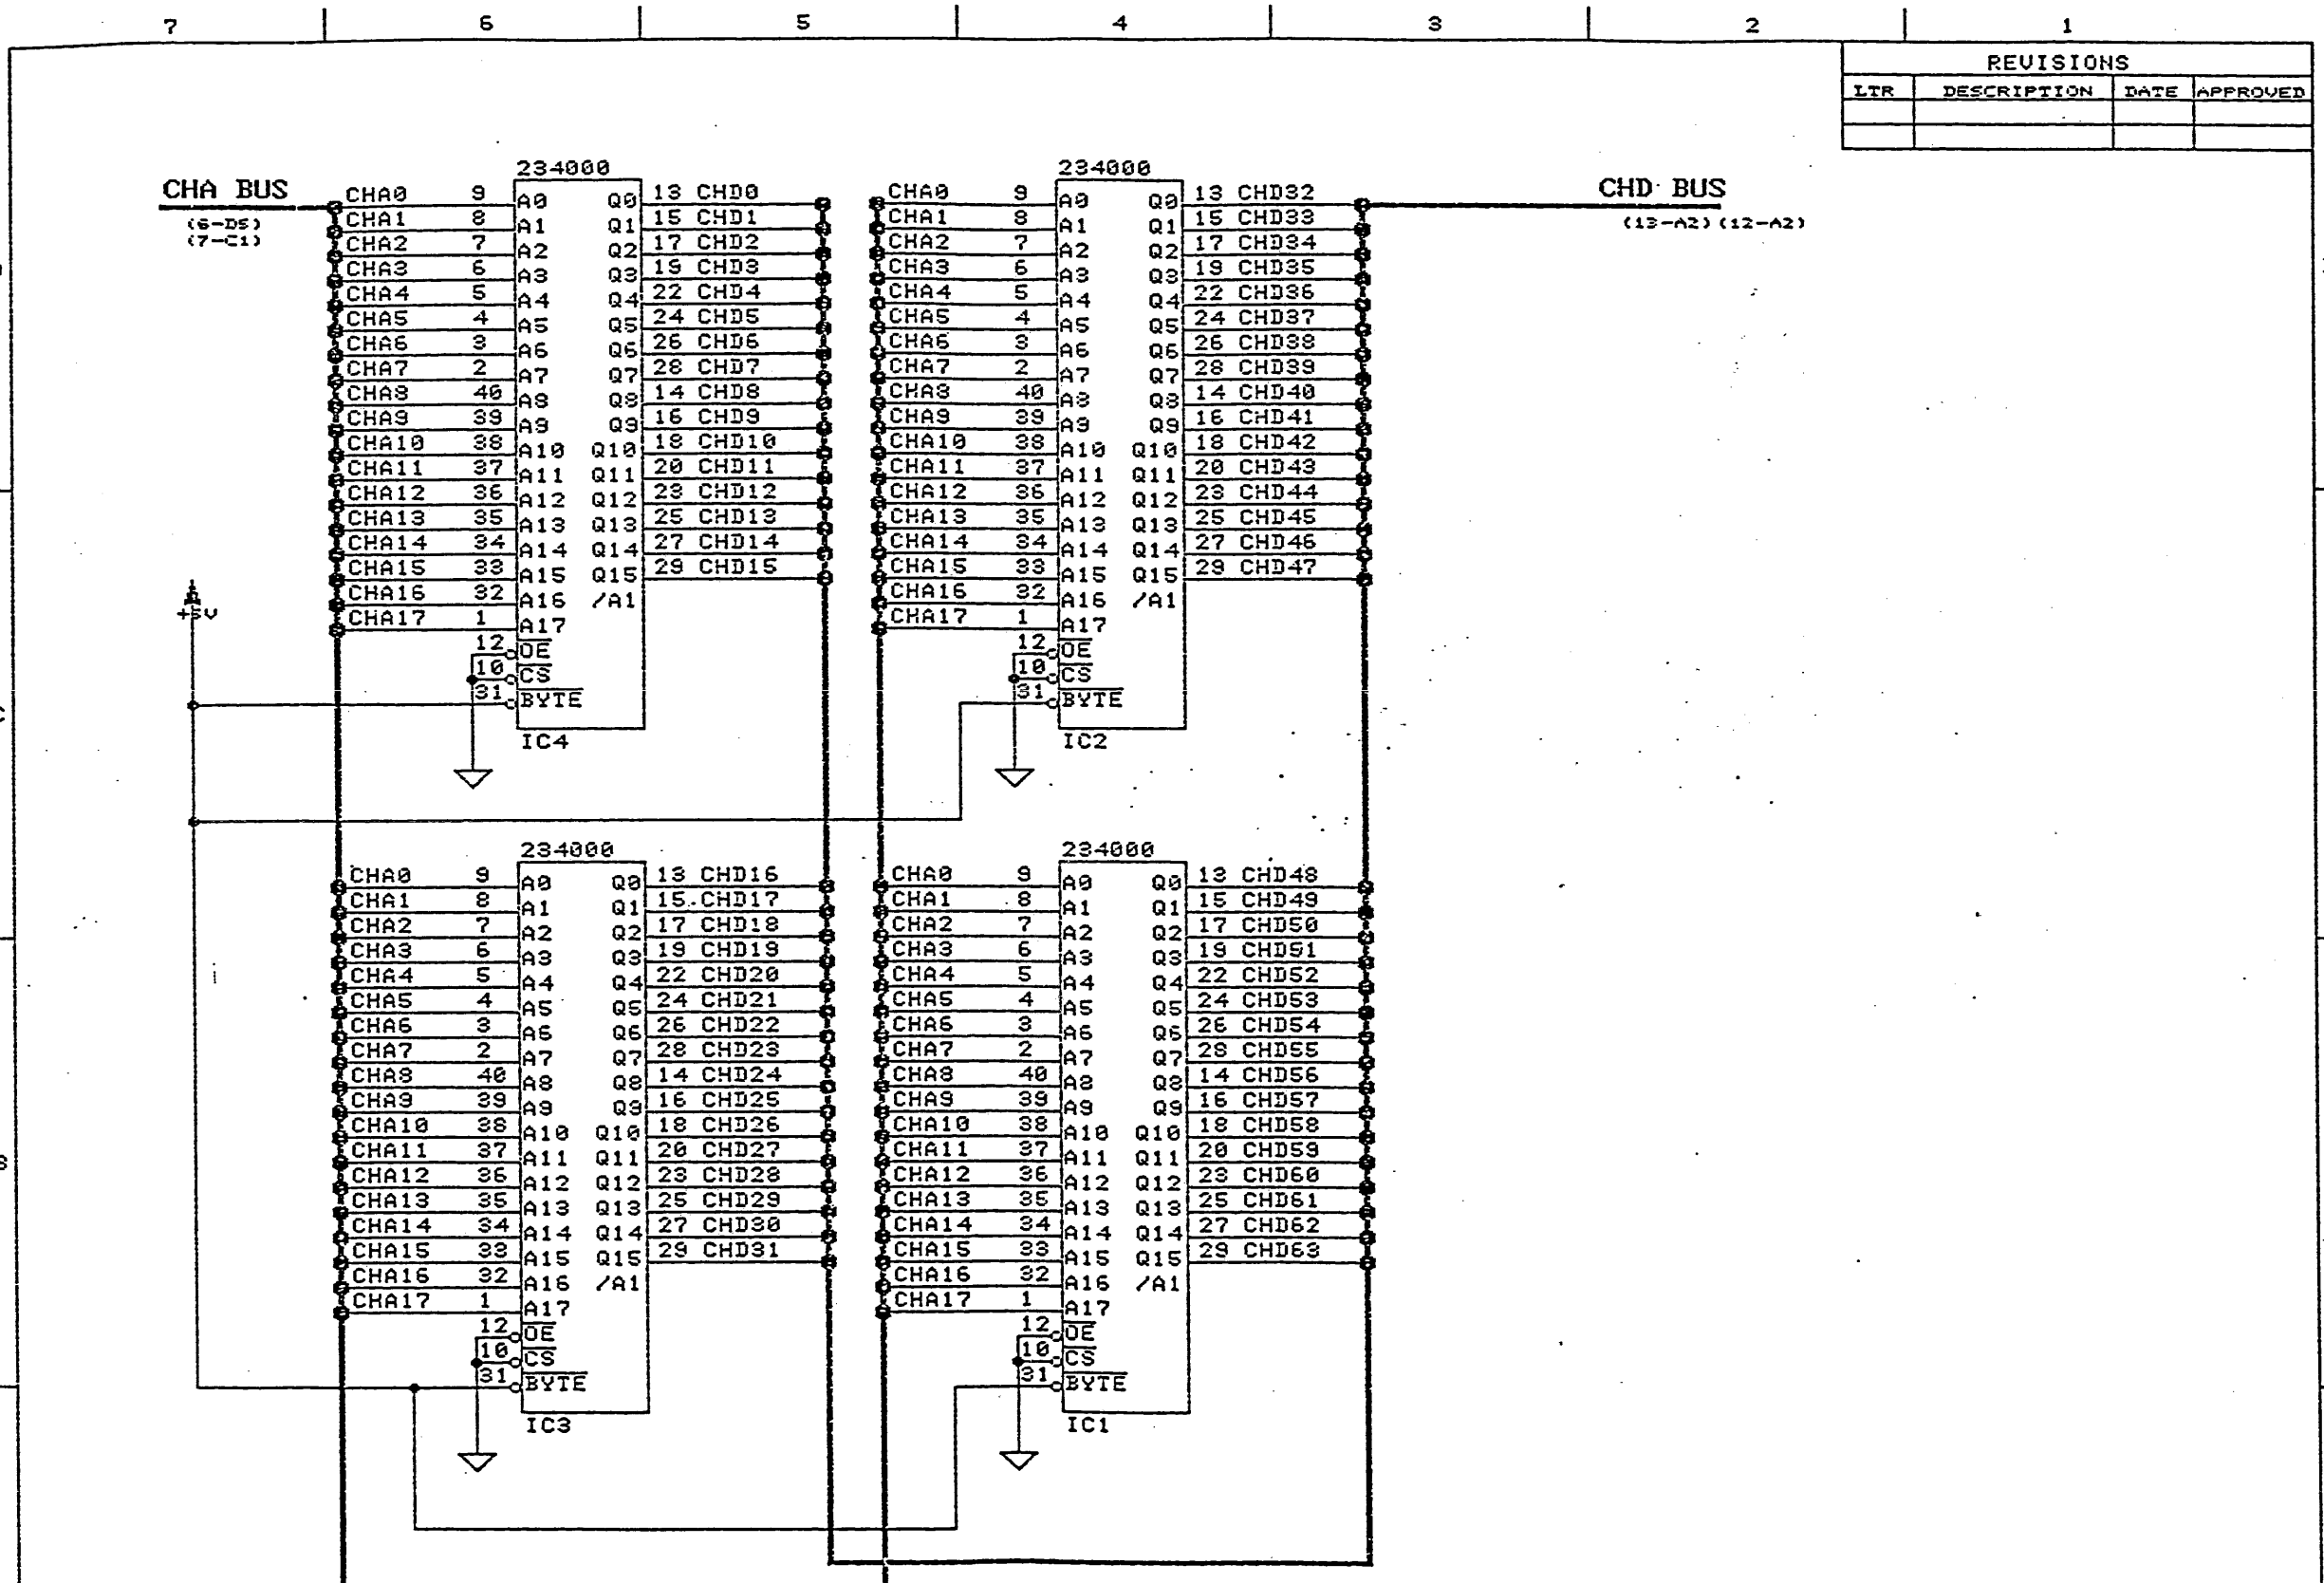 7 6 5 4 3 2 1
REVISIONS
LTR DESCRIPTION DATE APPROVED
CHA BUS
(6-D5)
(7-C1)
CHD BUS
(13-A2) (12-A2)
+5V
234000
CHA0 9 A0 Q0 13 CHD0
CHA1 8 A1 Q1 15 CHD1
CHA2 7 A2 Q2 17 CHD2
CHA3 6 A3 Q3 19 CHD3
CHA4 5 A4 Q4 22 CHD4
CHA5 4 A5 Q5 24 CHD5
CHA6 3 A6 Q6 26 CHD6
CHA7 2 A7 Q7 28 CHD7
CHA8 40 A8 Q8 14 CHD8
CHA9 39 A9 Q9 16 CHD9
CHA10 38 A10 Q10 18 CHD10
CHA11 37 A11 Q11 20 CHD11
CHA12 36 A12 Q12 23 CHD12
CHA13 35 A13 Q13 25 CHD13
CHA14 34 A14 Q14 27 CHD14
CHA15 33 A15 Q15 29 CHD15
CHA16 32 A16 /A1
CHA17 1 A17
12 OE
10 CS
31 BYTE
IC4
234000
CHA0 9 A0 Q0 13 CHD32
CHA1 8 A1 Q1 15 CHD33
CHA2 7 A2 Q2 17 CHD34
CHA3 6 A3 Q3 19 CHD35
CHA4 5 A4 Q4 22 CHD36
CHA5 4 A5 Q5 24 CHD37
CHA6 3 A6 Q6 26 CHD38
CHA7 2 A7 Q7 28 CHD39
CHA8 40 A8 Q8 14 CHD40
CHA9 39 A9 Q9 16 CHD41
CHA10 38 A10 Q10 18 CHD42
CHA11 37 A11 Q11 20 CHD43
CHA12 36 A12 Q12 23 CHD44
CHA13 35 A13 Q13 25 CHD45
CHA14 34 A14 Q14 27 CHD46
CHA15 33 A15 Q15 29 CHD47
CHA16 32 A16 /A1
CHA17 1 A17
12 OE
10 CS
31 BYTE
IC2
234000
CHA0 9 A0 Q0 13 CHD16
CHA1 8 A1 Q1 15 CHD17
CHA2 7 A2 Q2 17 CHD18
CHA3 6 A3 Q3 19 CHD19
CHA4 5 A4 Q4 22 CHD20
CHA5 4 A5 Q5 24 CHD21
CHA6 3 A6 Q6 26 CHD22
CHA7 2 A7 Q7 28 CHD23
CHA8 40 A8 Q8 14 CHD24
CHA9 39 A9 Q9 16 CHD25
CHA10 38 A10 Q10 18 CHD26
CHA11 37 A11 Q11 20 CHD27
CHA12 36 A12 Q12 23 CHD28
CHA13 35 A13 Q13 25 CHD29
CHA14 34 A14 Q14 27 CHD30
CHA15 33 A15 Q15 29 CHD31
CHA16 32 A16 /A1
CHA17 1 A17
12 OE
10 CS
31 BYTE
IC3
234000
CHA0 9 A0 Q0 13 CHD48
CHA1 8 A1 Q1 15 CHD49
CHA2 7 A2 Q2 17 CHD50
CHA3 6 A3 Q3 19 CHD51
CHA4 5 A4 Q4 22 CHD52
CHA5 4 A5 Q5 24 CHD53
CHA6 3 A6 Q6 26 CHD54
CHA7 2 A7 Q7 28 CHD55
CHA8 40 A8 Q8 14 CHD56
CHA9 39 A9 Q9 16 CHD57
CHA10 38 A10 Q10 18 CHD58
CHA11 37 A11 Q11 20 CHD59
CHA12 36 A12 Q12 23 CHD60
CHA13 35 A13 Q13 25 CHD61
CHA14 34 A14 Q14 27 CHD62
CHA15 33 A15 Q15 29 CHD63
CHA16 32 A16 /A1
CHA17 1 A17
12 OE
10 CS
31 BYTE
IC1